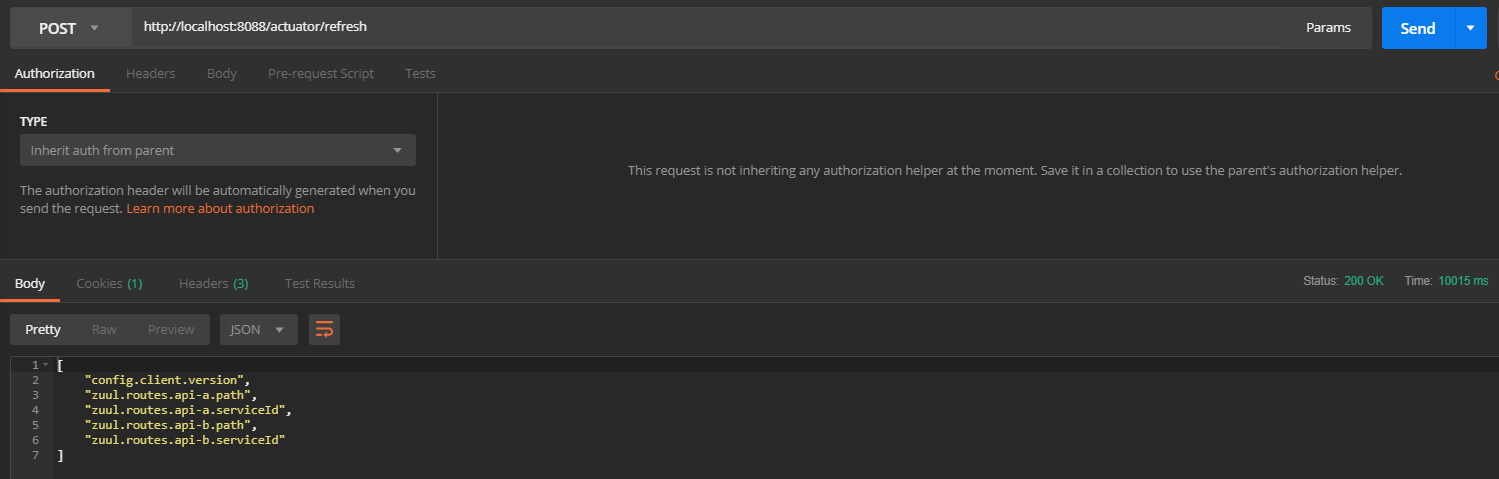 POST http://localhost:8088/actuator/refresh Params Send
Authorization Headers Body Pre-request Script Tests
TYPE
Inherit auth from parent
The authorization header will be automatically generated when you
send the request. Learn more about authorization
This request is not inheriting any authorization helper at the moment. Save it in a collection to use the parent's authorization helper.
Body Cookies (1) Headers (3) Test Results Status: 200 OK Time: 10015 ms
Pretty Raw Preview JSON
1 [
2 "config.client.version",
3 "zuul.routes.api-a.path",
4 "zuul.routes.api-a.serviceId",
5 "zuul.routes.api-b.path",
6 "zuul.routes.api-b.serviceId"
7 ]